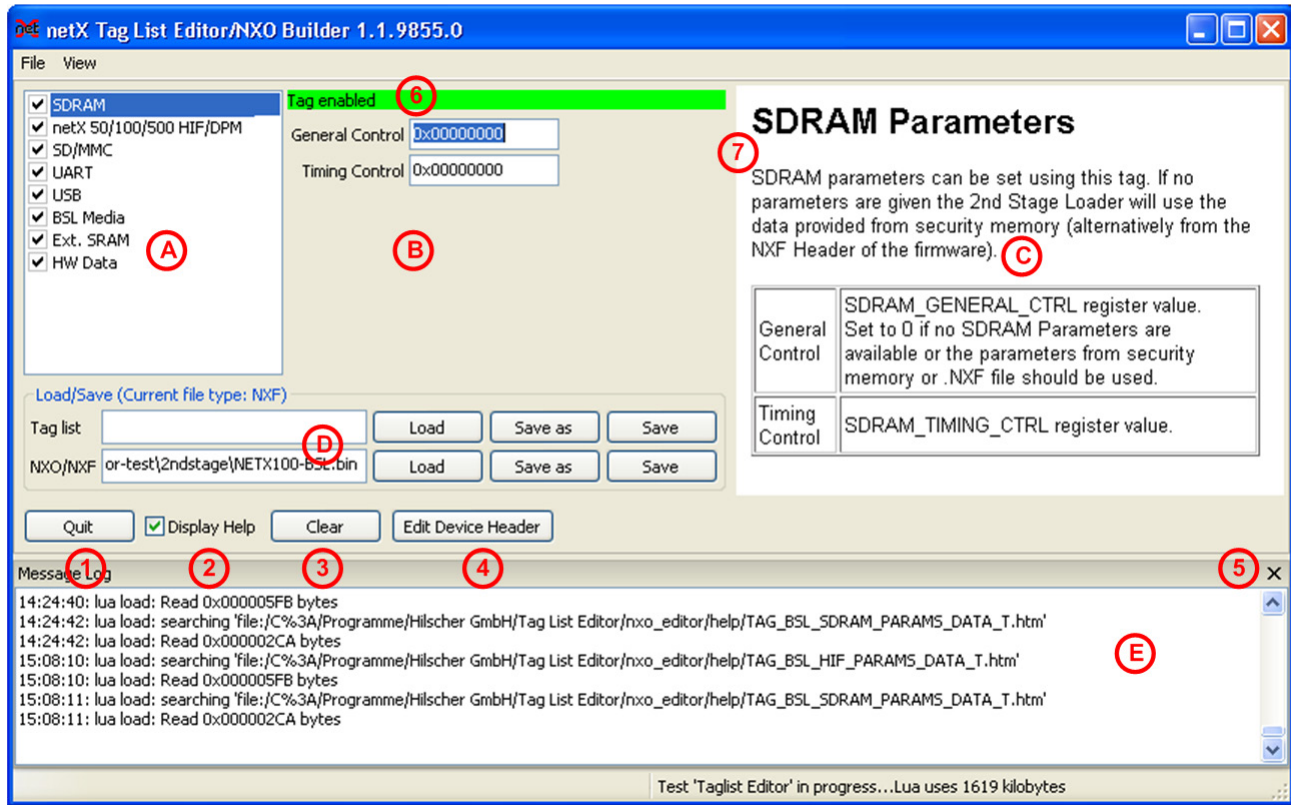 net netX Tag List Editor/NXO Builder 1.1.9855.0
File View
SDRAM
netX 50/100/500 HIF/DPM
SD/MMC
UART
USB
BSL Media
Ext. SRAM
HW Data
A
Tag enabled
6
General Control 0x00000000
Timing Control 0x00000000
B
7
SDRAM Parameters
SDRAM parameters can be set using this tag. If no
parameters are given the 2nd Stage Loader will use the
data provided from security memory (alternatively from the
NXF Header of the firmware).
C
General
Control
SDRAM_GENERAL_CTRL register value.
Set to 0 if no SDRAM Parameters are
available or the parameters from security
memory or .NXF file should be used.
Timing
Control
SDRAM_TIMING_CTRL register value.
Load/Save (Current file type: NXF)
Tag list Load Save as Save
D
NXO/NXF or-test\2ndstage\NETX100-BSL.bin Load Save as Save
Quit Display Help Clear Edit Device Header
1 2 3 4 5
Message Log
14:24:40: lua load: Read 0x000005FB bytes
14:24:42: lua load: searching 'file:/C%3A/Programme/Hilscher GmbH/Tag List Editor/nxo_editor/help/TAG_BSL_SDRAM_PARAMS_DATA_T.htm'
14:24:42: lua load: Read 0x000002CA bytes
15:08:10: lua load: searching 'file:/C%3A/Programme/Hilscher GmbH/Tag List Editor/nxo_editor/help/TAG_BSL_HIF_PARAMS_DATA_T.htm'
15:08:10: lua load: Read 0x000005FB bytes
15:08:11: lua load: searching 'file:/C%3A/Programme/Hilscher GmbH/Tag List Editor/nxo_editor/help/TAG_BSL_SDRAM_PARAMS_DATA_T.htm'
15:08:11: lua load: Read 0x000002CA bytes
E
Test 'Taglist Editor' in progress...Lua uses 1619 kilobytes